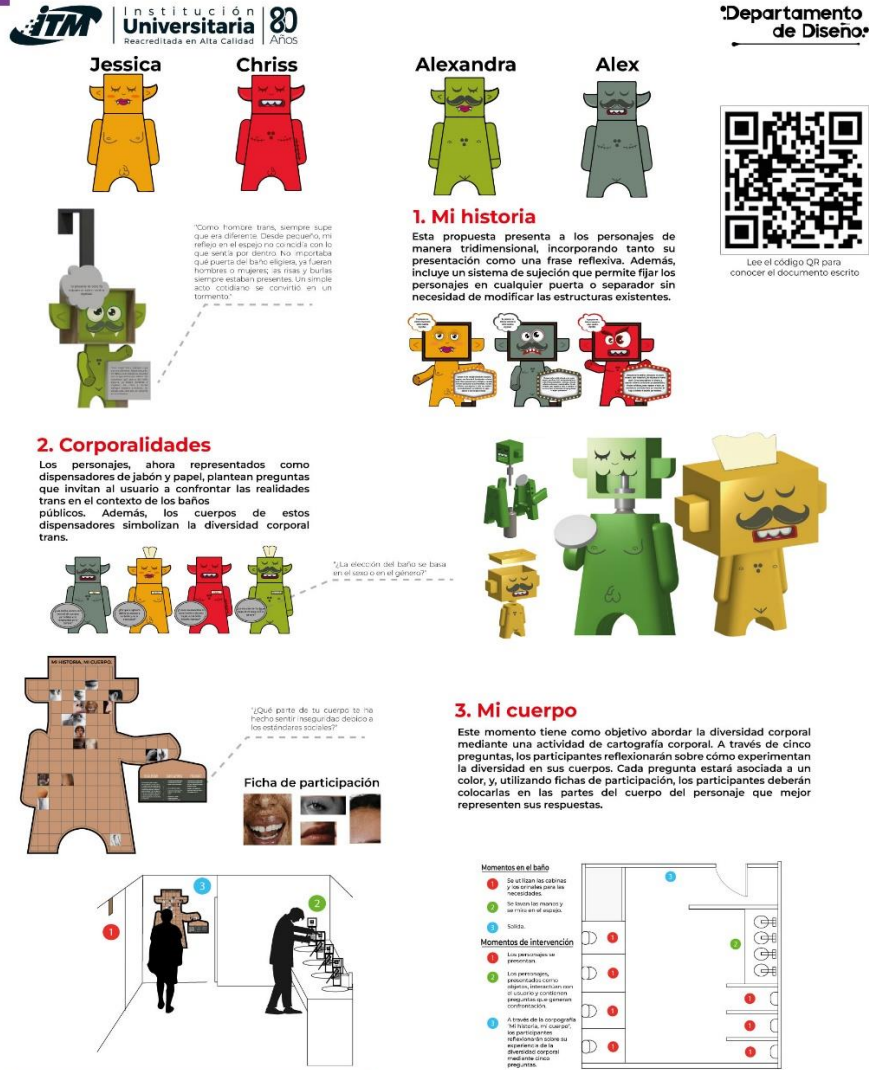 iTM
Institución
Universitaria
Reacreditada en Alta Calidad
80
Años
Departamento
de Diseño
Jessica
Chriss
Alexandra
Alex
"Como hombre trans, siempre supe
que era diferente. Desde pequeño, mi
reflejo en el espejo no coincidía con lo
que sentía por dentro. No importaba
qué puerta del baño eligiera, ya fueran
hombres o mujeres; las risas y burlas
siempre estaban presentes. Un simple
acto cotidiano se convirtió en un
tormento."
1. Mi historia
Esta propuesta presenta a los personajes de
manera tridimensional, incorporando tanto su
presentación como una frase reflexiva. Además,
incluye un sistema de sujeción que permite fijar los
personajes en cualquier puerta o separador sin
necesidad de modificar las estructuras existentes.
Lee el código QR para
conocer el documento escrito
2. Corporalidades
Los personajes, ahora representados como
dispensadores de jabón y papel, plantean preguntas
que invitan al usuario a confrontar las realidades
trans en el contexto de los baños
públicos. Además, los cuerpos de estos
dispensadores simbolizan la diversidad corporal
trans.
"¿La elección del baño se basa
en el sexo o en el género?"
MI HISTORIA, MI CUERPO.
"¿Qué parte de tu cuerpo te ha
hecho sentir inseguridad debido a
los estándares sociales?"
Ficha de participación
3. Mi cuerpo
Este momento tiene como objetivo abordar la diversidad corporal
mediante una actividad de cartografía corporal. A través de cinco
preguntas, los participantes reflexionarán sobre cómo experimentan
la diversidad en sus cuerpos. Cada pregunta estará asociada a un
color, y, utilizando fichas de participación, los participantes deberán
colocarlas en las partes del cuerpo del personaje que mejor
representen sus respuestas.
1
3
2
Momentos en el baño
1 Se utilizan las cabinas
y los orinales para las
necesidades.
2 Se lavan las manos y
se mira en el espejo.
3 Salida.
Momentos de intervención
1 Los personajes se
presentan.
2 Los personajes,
presentados como
objetos, interactúan con
el usuario y contienen
preguntas que generan
confrontación.
3 A través de la corpografía
"Mi historia, mi cuerpo",
los participantes
reflexionarán sobre su
experiencia de la
diversidad corporal
mediante cinco
preguntas.
3
1
2
1
1
1
1
1
1